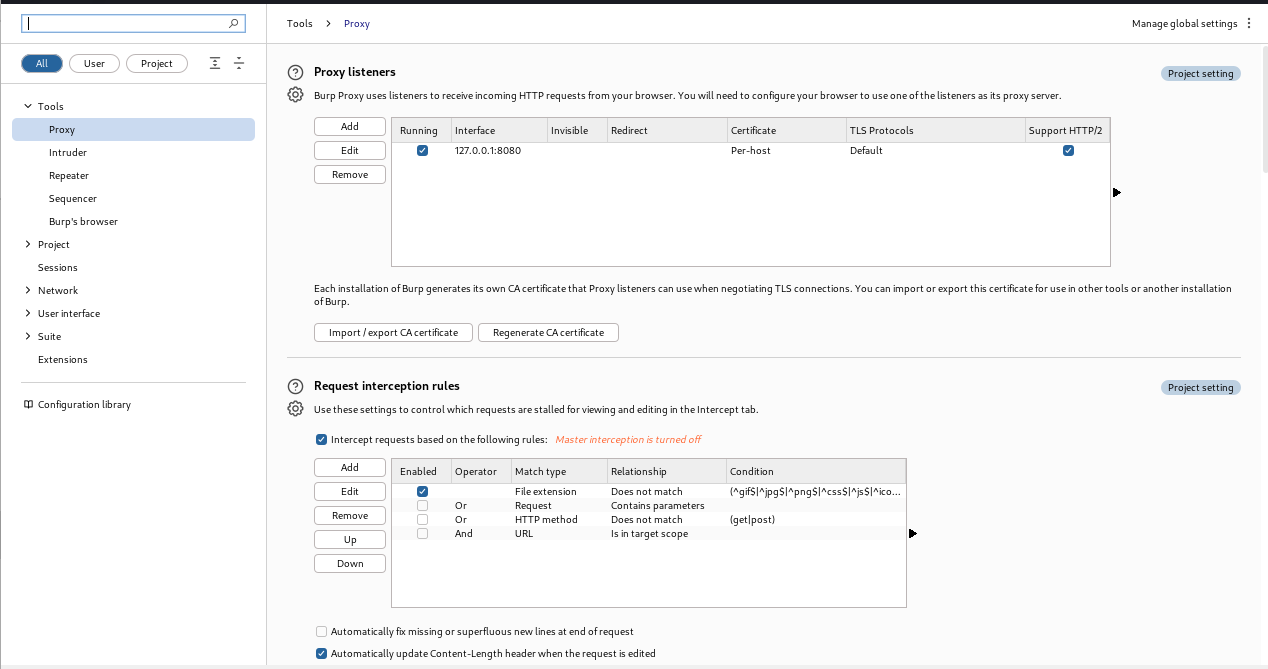 Tools > Proxy
Manage global settings
All
User
Project
Tools
Proxy
Intruder
Repeater
Sequencer
Burp's browser
Project
Sessions
Network
User interface
Suite
Extensions
Configuration library
Proxy listeners
Project setting
Burp Proxy uses listeners to receive incoming HTTP requests from your browser. You will need to configure your browser to use one of the listeners as its proxy server.
Add
Edit
Remove
Running Interface Invisible Redirect Certificate TLS Protocols Support HTTP/2
127.0.0.1:8080 Per-host Default
Each installation of Burp generates its own CA certificate that Proxy listeners can use when negotiating TLS connections. You can import or export this certificate for use in other tools or another installation
of Burp.
Import / export CA certificate
Regenerate CA certificate
Request interception rules
Project setting
Use these settings to control which requests are stalled for viewing and editing in the Intercept tab.
Intercept requests based on the following rules: Master interception is turned off
Add
Edit
Remove
Up
Down
Enabled Operator Match type Relationship Condition
File extension Does not match (^gif$|^jpg$|^png$|^css$|^js$|^ico...
Or Request Contains parameters
Or HTTP method Does not match (get|post)
And URL Is in target scope
Automatically fix missing or superfluous new lines at end of request
Automatically update Content-Length header when the request is edited